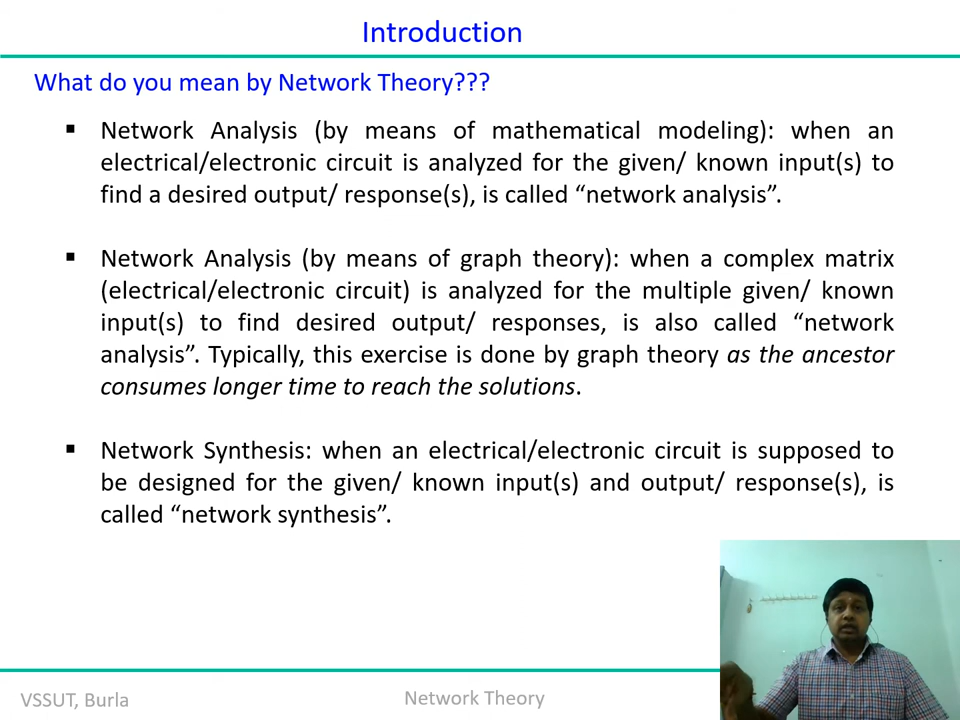 Introduction
What do you mean by Network Theory???
▪ Network Analysis (by means of mathematical modeling): when an
electrical/electronic circuit is analyzed for the given/ known input(s) to
find a desired output/ response(s), is called “network analysis”.
▪ Network Analysis (by means of graph theory): when a complex matrix
(electrical/electronic circuit) is analyzed for the multiple given/ known
input(s) to find desired output/ responses, is also called “network
analysis”. Typically, this exercise is done by graph theory as the ancestor
consumes longer time to reach the solutions.
▪ Network Synthesis: when an electrical/electronic circuit is supposed to
be designed for the given/ known input(s) and output/ response(s), is
called “network synthesis”.
VSSUT, Burla
Network Theory